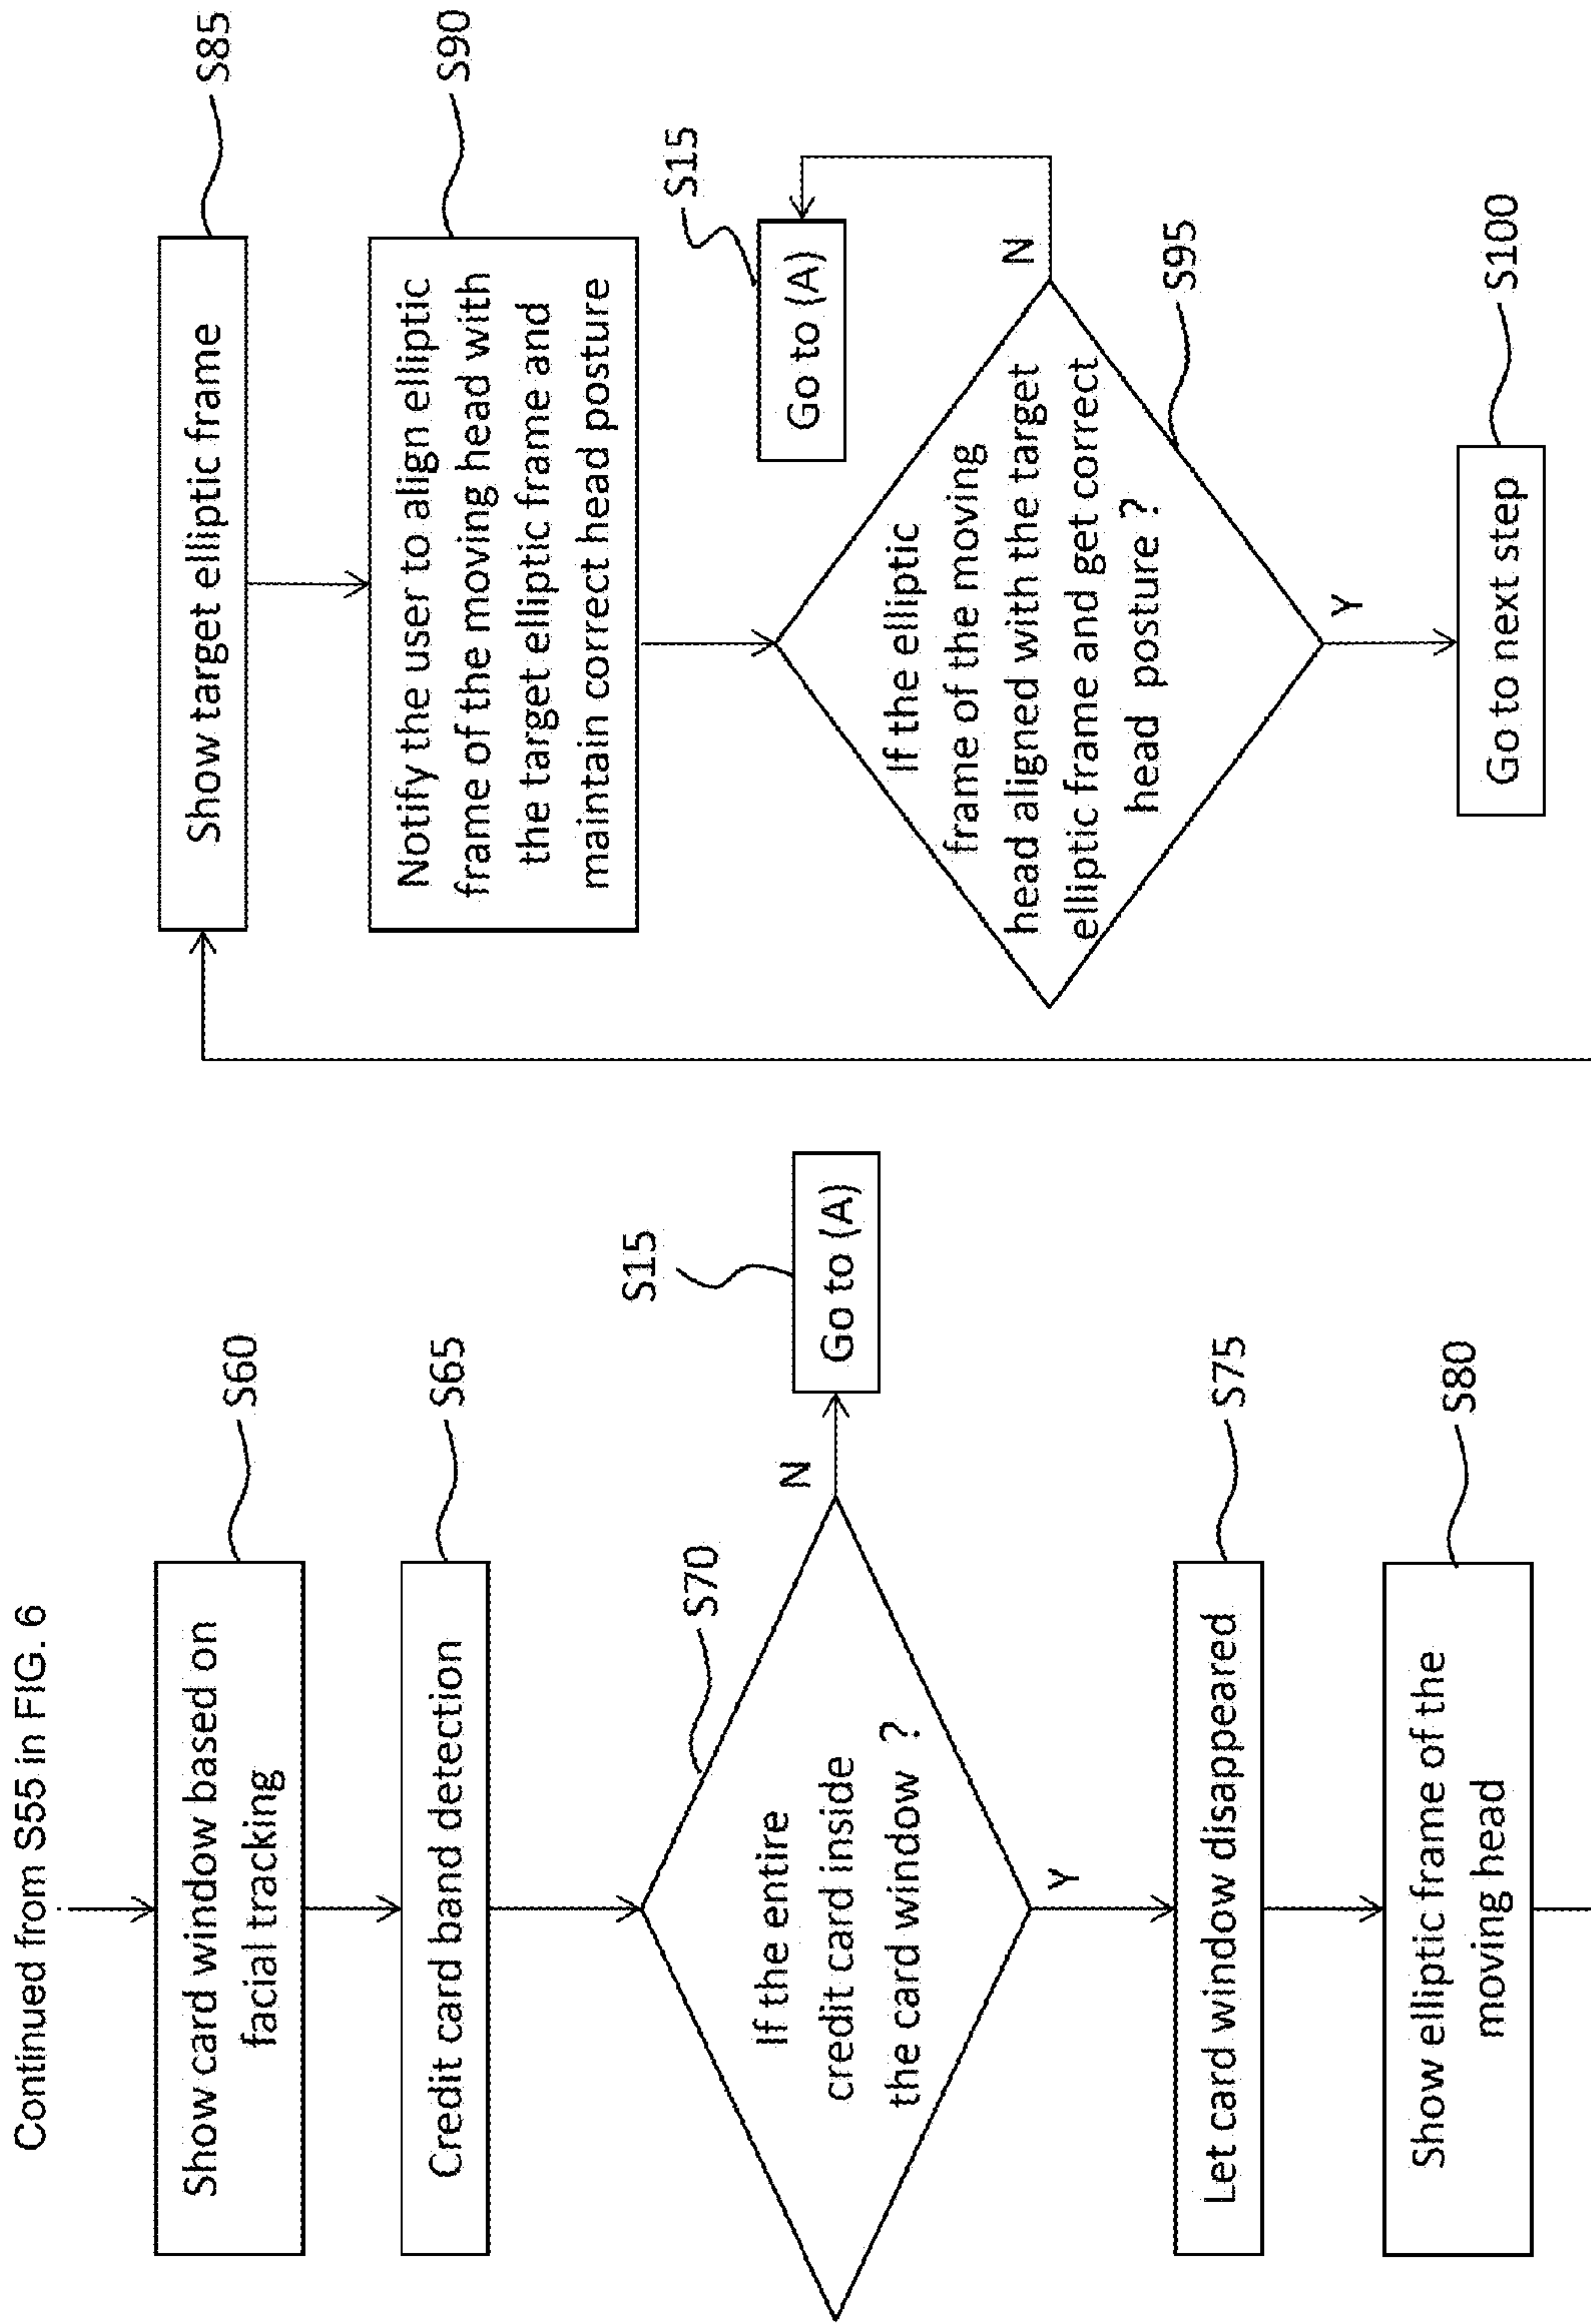 Continued from S55 in FIG. 6
Show card window based on
facial tracking
S60
Credit card band detection
S65
If the entire
credit card inside
the card window ?
S70
N
Go to (A)
S15
Y
Let card window disappeared
S75
Show elliptic frame of the
moving head
S80
Show target elliptic frame
S85
Notify the user to align elliptic
frame of the moving head with
the target elliptic frame and
maintain correct head posture
S90
If the elliptic
frame of the moving
head aligned with the target
elliptic frame and get correct
head posture ?
S95
N
Go to (A)
S15
Y
Go to next step
S100